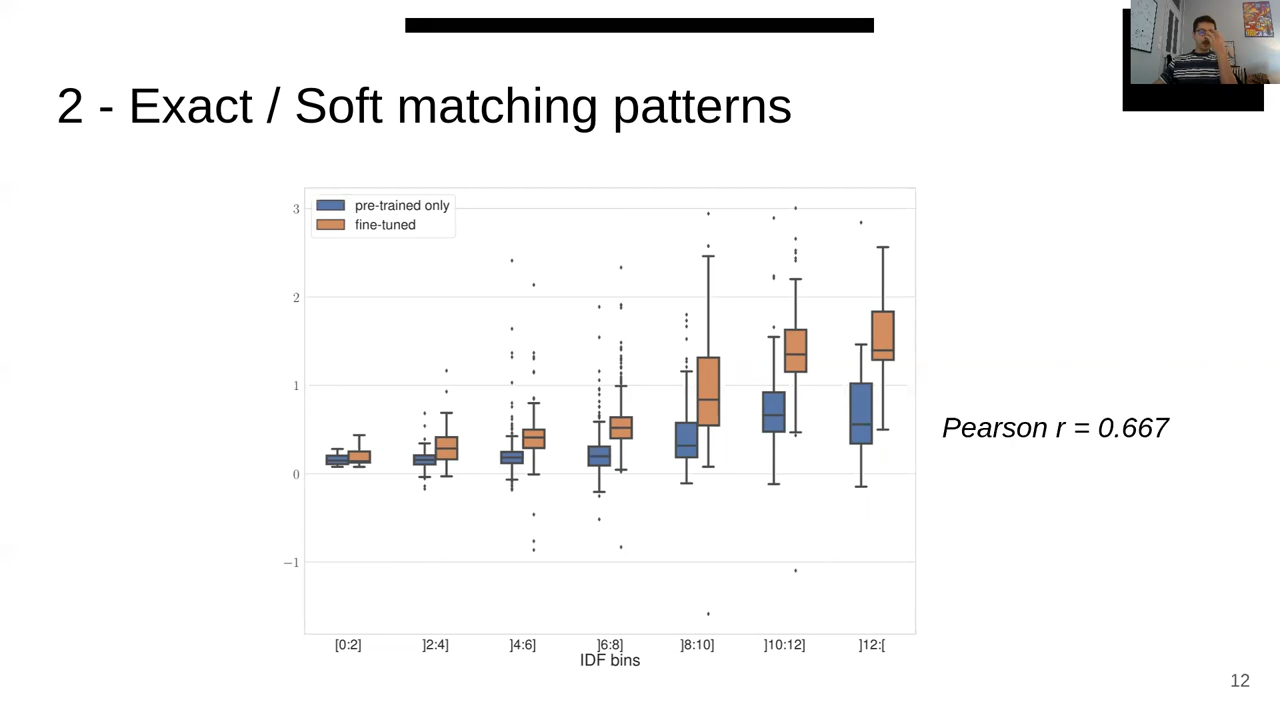 2 - Exact / Soft matching patterns
pre-trained only
fine-tuned
3
2
1
0
−1
[0:2]
]2:4]
]4:6]
]6:8]
]8:10]
]10:12]
]12:[
IDF bins
Pearson r = 0.667
12